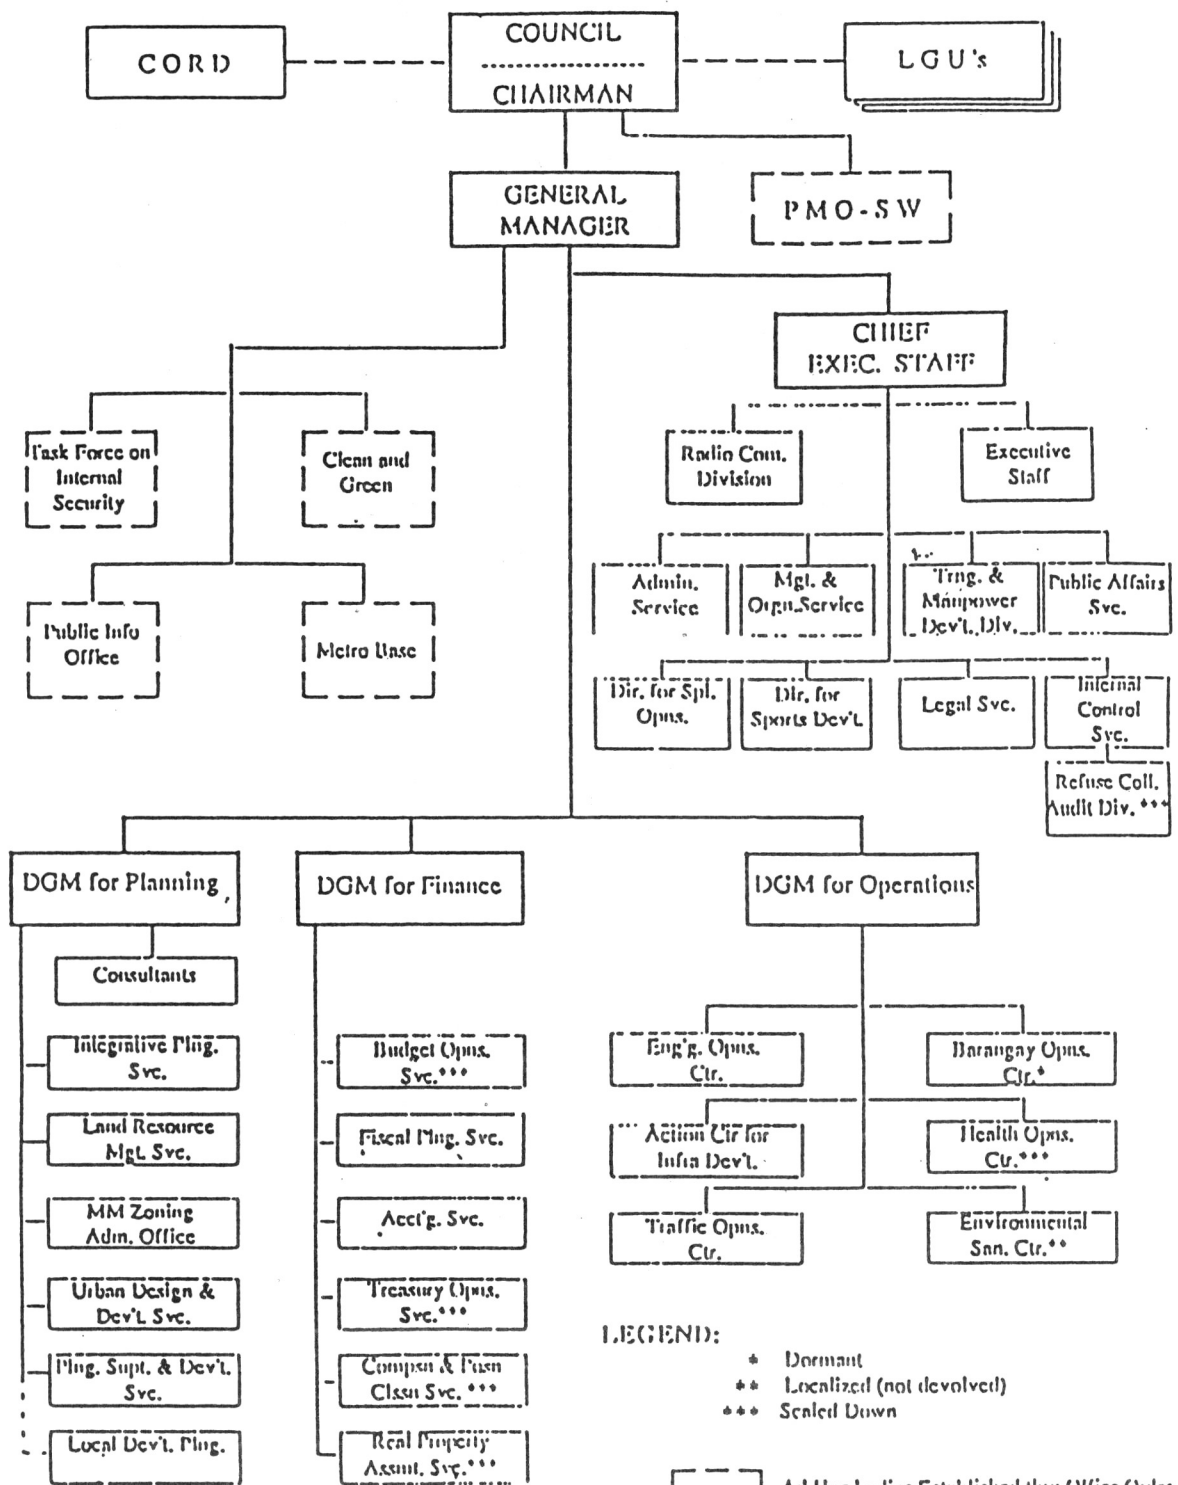 CORD
COUNCIL
CHAIRMAN
LGU's
GENERAL
MANAGER
PMO-SW
CHIEF
EXEC. STAFF
Task Force on
Internal
Security
Clean and
Green
Radio Com.
Division
Executive
Staff
Public Info
Office
Metro Base
Admin.
Service
Mgt. &
Orgn.Service
Trng. &
Manpower
Dev't. Div.
Public Affairs
Svc.
Dir. for Spl.
Opns.
Dir. for
Sports Dev't.
Legal Svc.
Internal
Control
Svc.
Refuse Coll.
Audit Div. ***
DGM for Planning
DGM for Finance
DGM for Operations
Consultants
Integrative Plng.
Svc.
Land Resource
Mgt. Svc.
MM Zoning
Adm. Office
Urban Design &
Dev't. Svc.
Plng. Supt. & Dev't.
Svc.
Local Dev't. Plng.
Budget Opns.
Svc.***
Fiscal Plng. Svc.
Acct'g. Svc.
Treasury Opns.
Svc.***
Compsn & Posn
Clssn Svc. ***
Real Property
Assmt. Svc.***
Eng'g. Opns.
Ctr.
Barangay Opns.
Ctr.*
Action Ctr for
Infra Dev't.
Health Opns.
Ctr.***
Traffic Opns.
Ctr.
Environmental
San. Ctr.**
LEGEND:
* Dormant
** Localized (not devolved)
*** Scaled Down